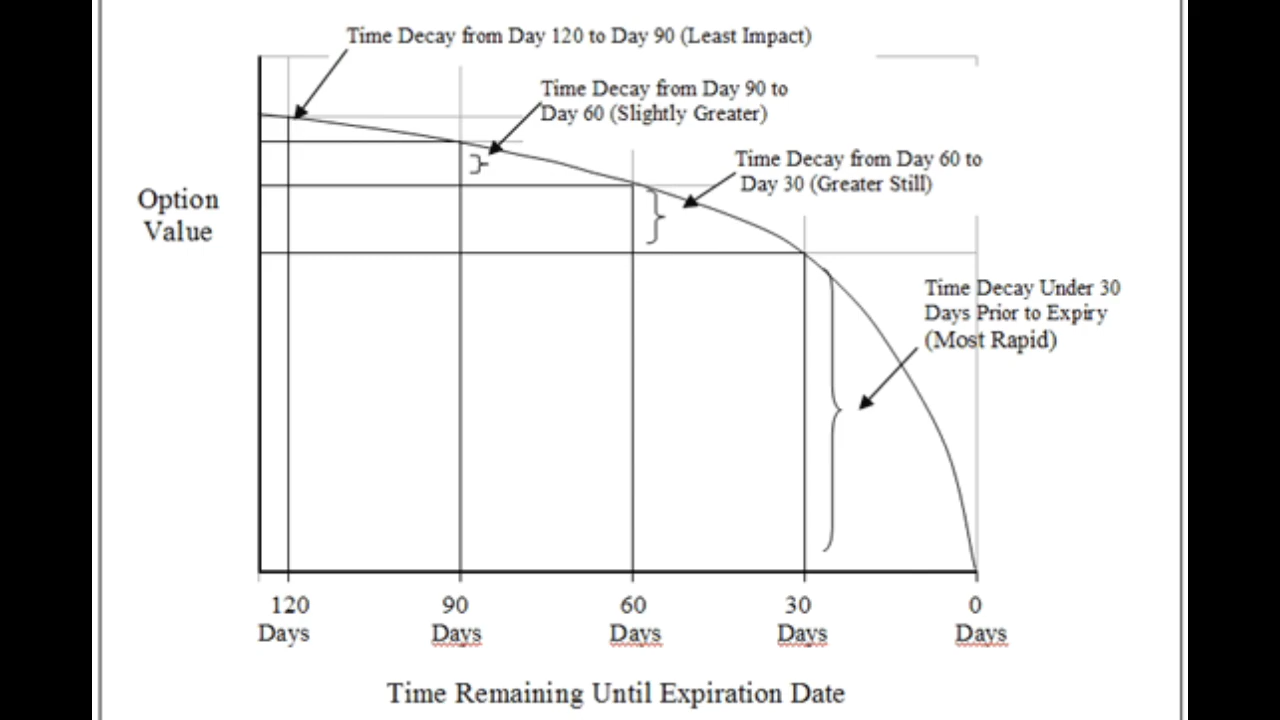 Time Decay from Day 120 to Day 90 (Least Impact)
Time Decay from Day 90 to
Day 60 (Slightly Greater)
Time Decay from Day 60 to
Day 30 (Greater Still)
Option
Value
Time Decay Under 30
Days Prior to Expiry
(Most Rapid)
120 90 60 30 0
Days Days Days Days Days
Time Remaining Until Expiration Date